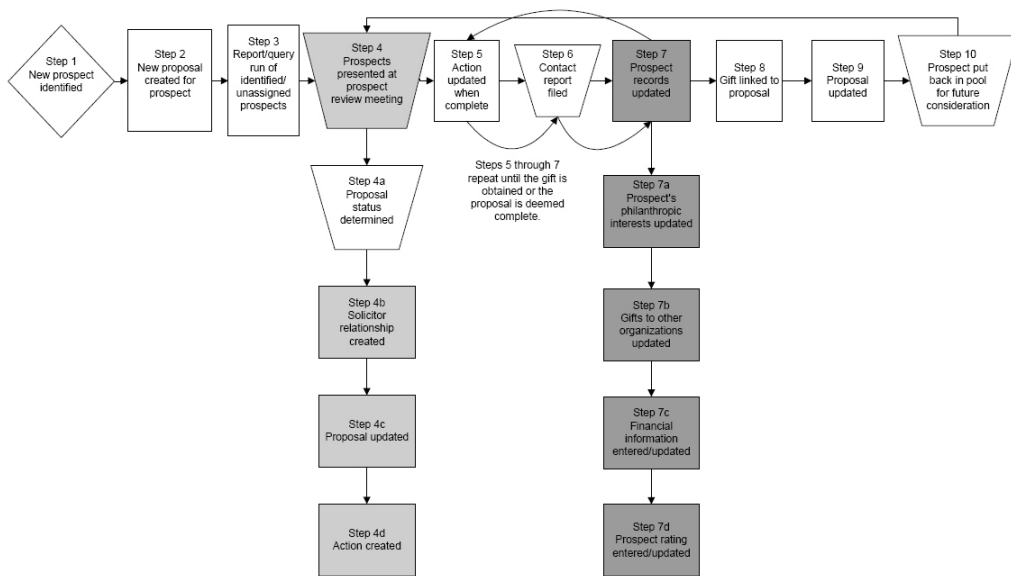 Step 1
New prospect
identified
Step 2
New proposal
created for
prospect
Step 3
Report/query
run of
identified/
unassigned
prospects
Step 4
Prospects
presented at
prospect
review meeting
Step 5
Action
updated
when
complete
Step 6
Contact
report
filed
Step 7
Prospect
records
updated
Step 8
Gift linked to
proposal
Step 9
Proposal
updated
Step 10
Prospect put
back in pool
for future
consideration
Steps 5 through 7
repeat until the gift is
obtained or the
proposal is deemed
complete.
Step 4a
Proposal
status
determined
Step 4b
Solicitor
relationship
created
Step 4c
Proposal updated
Step 4d
Action created
Step 7a
Prospect's
philanthropic
interests updated
Step 7b
Gifts to other
organizations
updated
Step 7c
Financial
information
entered/updated
Step 7d
Prospect rating
entered/updated